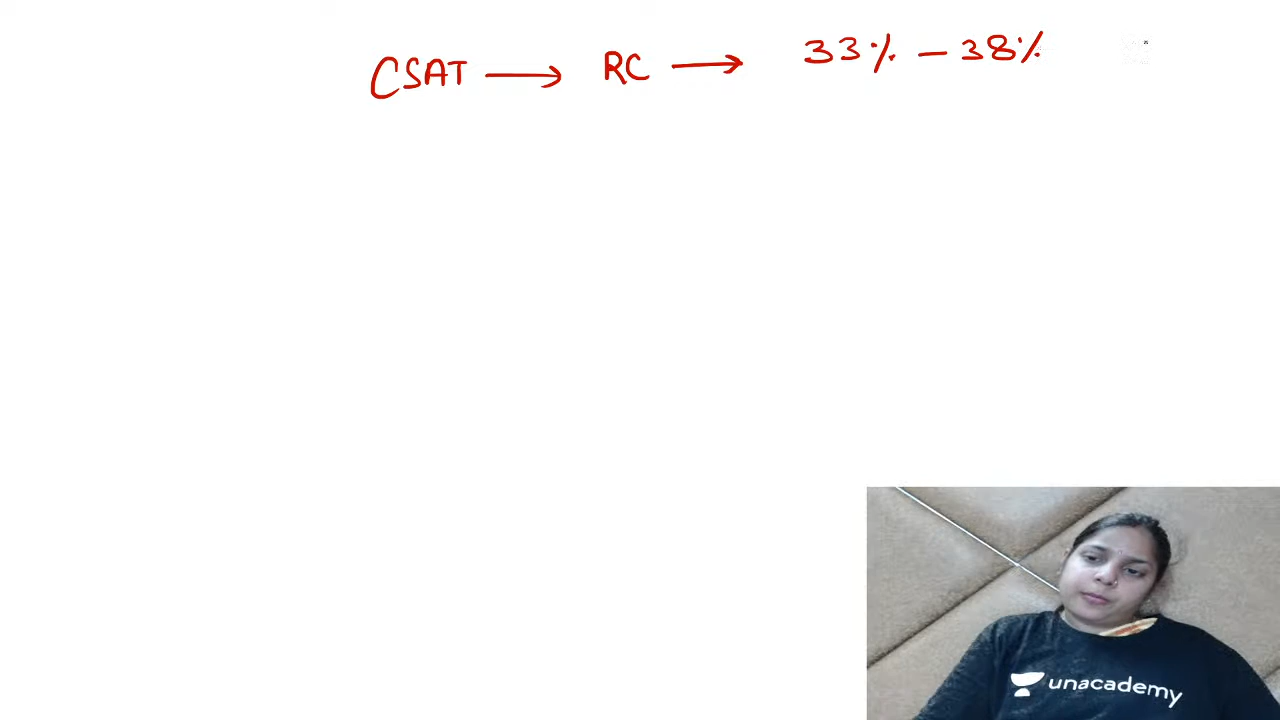 CSAT → RC → 33% - 38%
unacademy